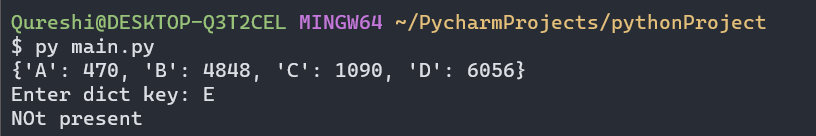 Qureshi@DESKTOP-Q3T2CEL MINGW64 ~/PycharmProjects/pythonProject
$ py main.py
{'A': 470, 'B': 4848, 'C': 1090, 'D': 6056}
Enter dict key: E
NOt present